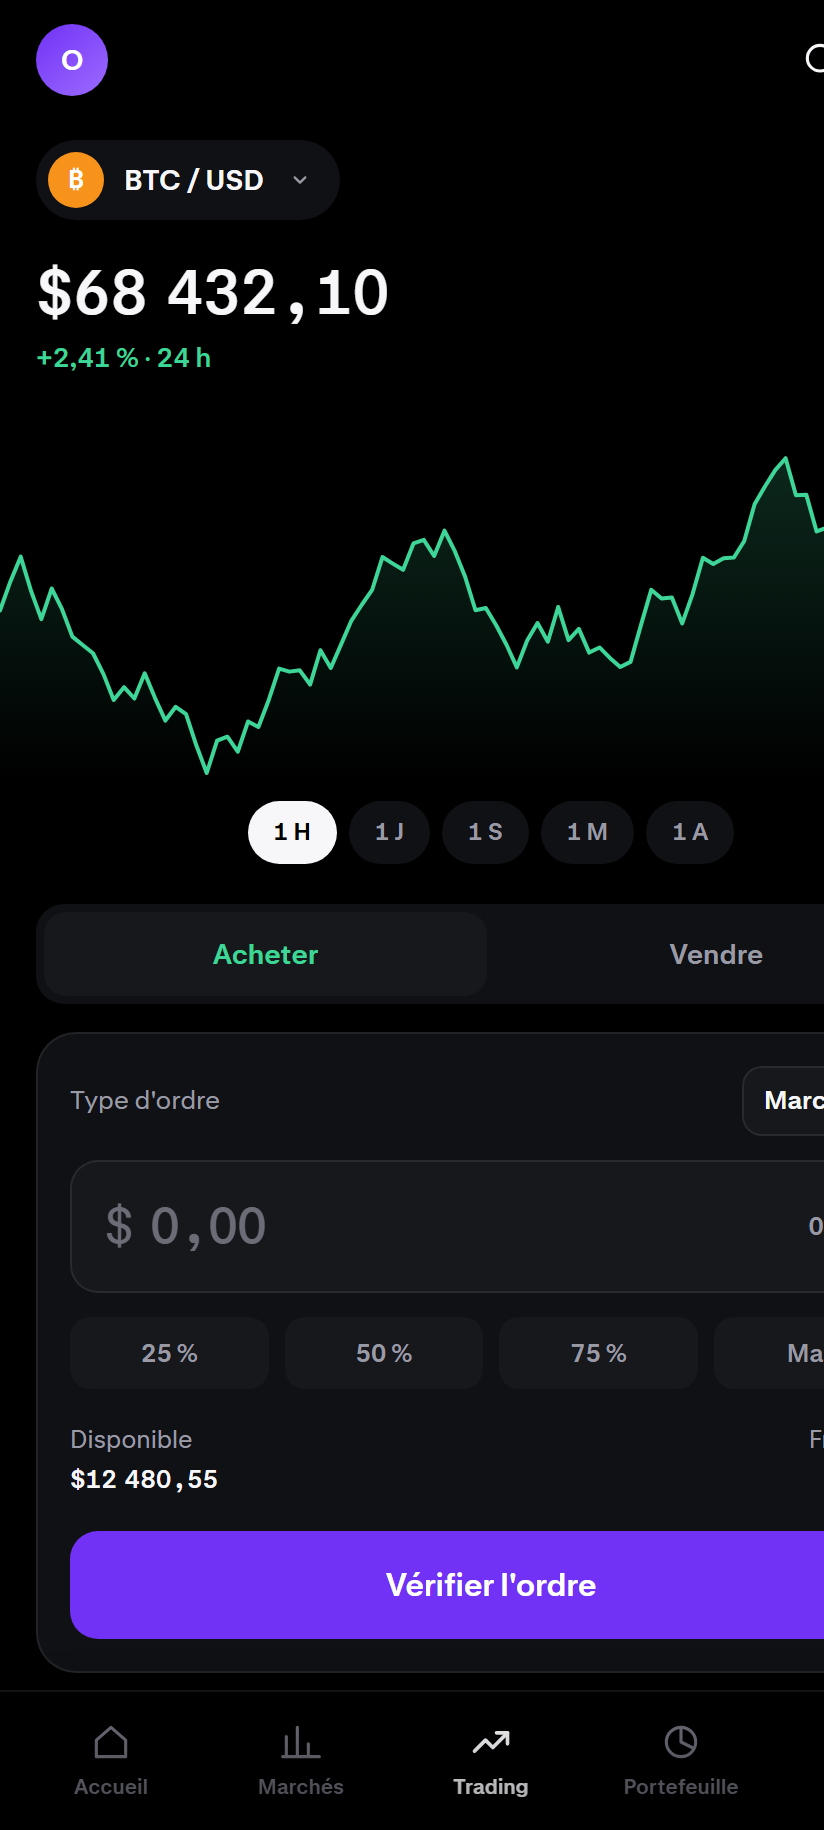 O
BTC / USD
$68 432,10
+2,41 % · 24 h
1 H 1 J 1 S 1 M 1 A
Acheter Vendre
Type d'ordre
$ 0,00
25 % 50 % 75 %
Disponible
$12 480,55
Vérifier l'ordre
Accueil Marchés Trading Portefeuille